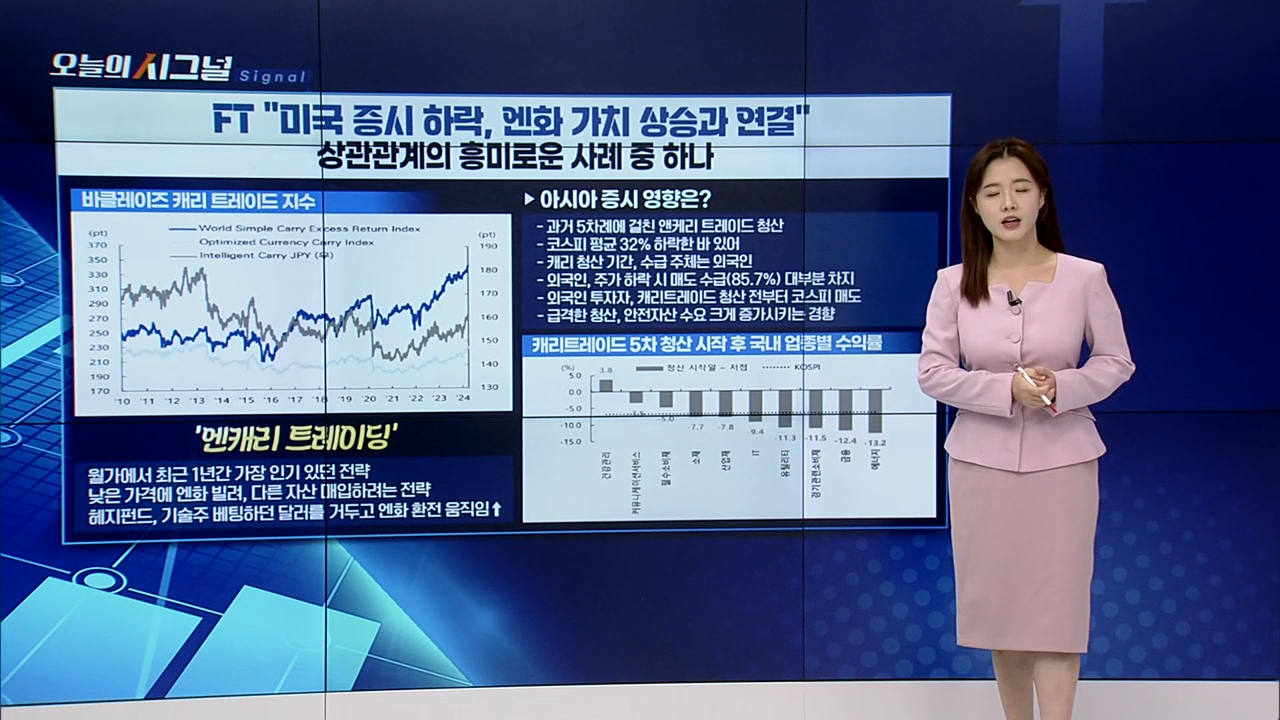 오늘의 시그널 Signal
FT "미국 증시 하락, 엔화 가치 상승과 연결"
상관관계의 흥미로운 사례 중 하나
바클레이즈 캐리 트레이드 지수
(pt)
(pt)
World Simple Carry Excess Return Index
Optimized Currency Carry Index
Intelligent Carry JPY (우)
370
350
330
310
290
270
250
230
210
190
170
190
180
170
160
150
140
130
'10 '11 '12 '13 '14 '15 '16 '17 '18 '19 '20 '21 '22 '23 '24
'엔캐리 트레이딩'
월가에서 최근 1년간 가장 인기 있던 전략
낮은 가격에 엔화 빌려, 다른 자산 매입하려는 전략
헤지펀드, 기술주 베팅하던 달러를 거두고 엔화 환전 움직임↑
▶ 아시아 증시 영향은?
- 과거 5차례에 걸친 앤케리 트레이드 청산
- 코스피 평균 32% 하락한 바 있어
- 캐리 청산 기간, 수급 주체는 외국인
- 외국인, 주가 하락 시 매도 수급(85.7%) 대부분 차지
- 외국인 투자자, 캐리트레이드 청산 전부터 코스피 매도
- 급격한 청산, 안전자산 수요 크게 증가시키는 경향
캐리트레이드 5차 청산 시작 후 국내 업종별 수익률
(%)
청산 시작일 ~ 저점
KOSPI
5.0
0.0
-5.0
-10.0
-15.0
3.8
-5.0
-7.7
-7.8
-9.4
-11.3
-11.5
-12.4
-13.2
건강관리
커뮤니케이션서비스
필수소비재
소재
산업재
IT
유틸리티
경기관련소비재
금융
에너지